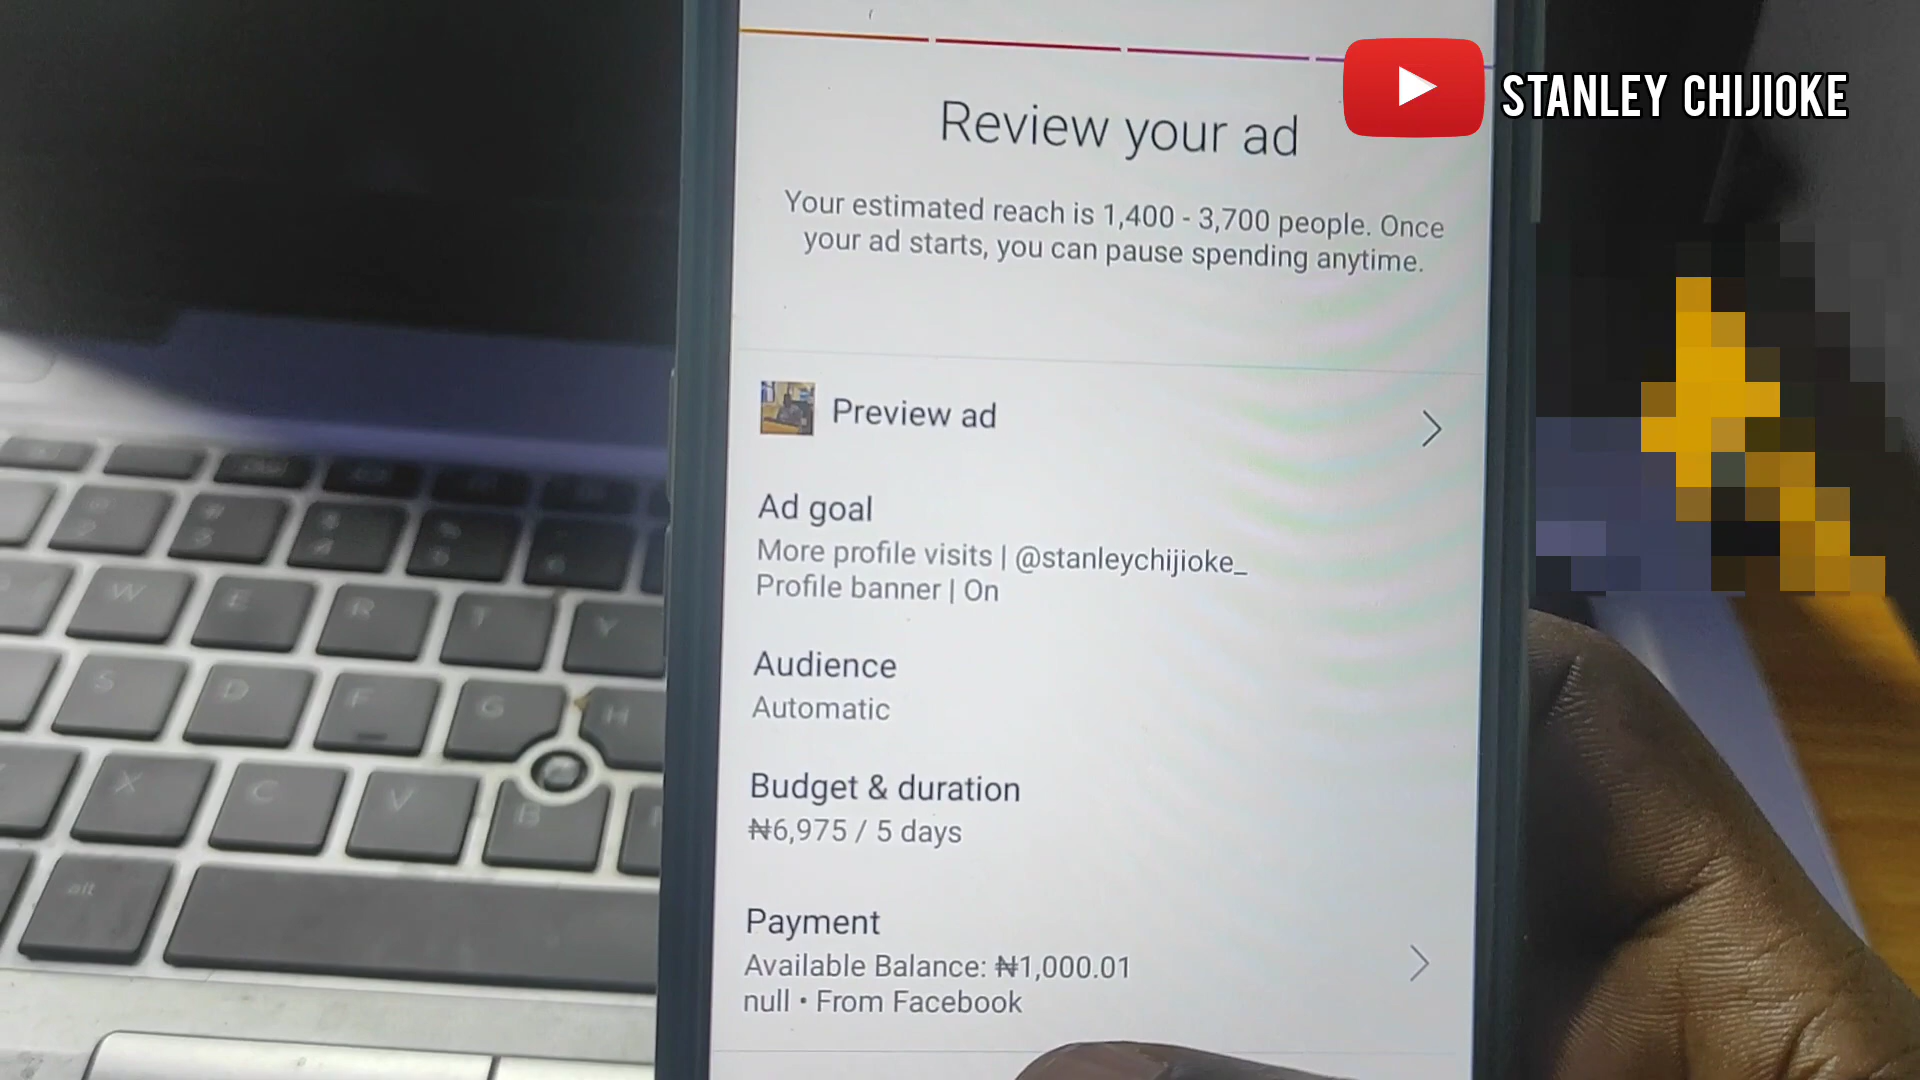 STANLEY CHIJIOKE
Review your ad
Your estimated reach is 1,400 - 3,700 people. Once
your ad starts, you can pause spending anytime.
Preview ad
Ad goal
More profile visits | @stanleychijioke_
Profile banner | On
Audience
Automatic
Budget & duration
₦6,975 / 5 days
Payment
Available Balance: ₦1,000.01
null • From Facebook
W E R T Y
S D F G H
X C V B
alt